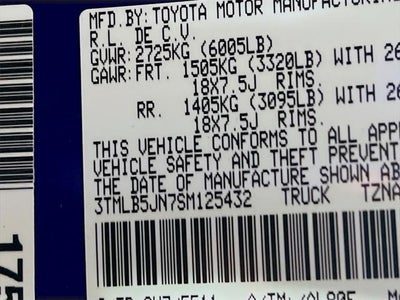 MFD.BY:TOYOTA MOTOR
R.L. DE C.V.
GVWR: 2725KG (6005LB)
GAWR:FRT. 1505KG (3320LB) WITH 26
18X7.5J RIMS.
RR. 1405KG (3095LB) WITH 26
18X7.5J RIMS.
THIS VEHICLE CONFORMS TO ALL APP
VEHICLE SAFETY AND THEFT PREVENT
THE DATE OF MANUFACTURE SHOWN AB
3TMLB5JN7SM125432 TRUCK TZNA
175